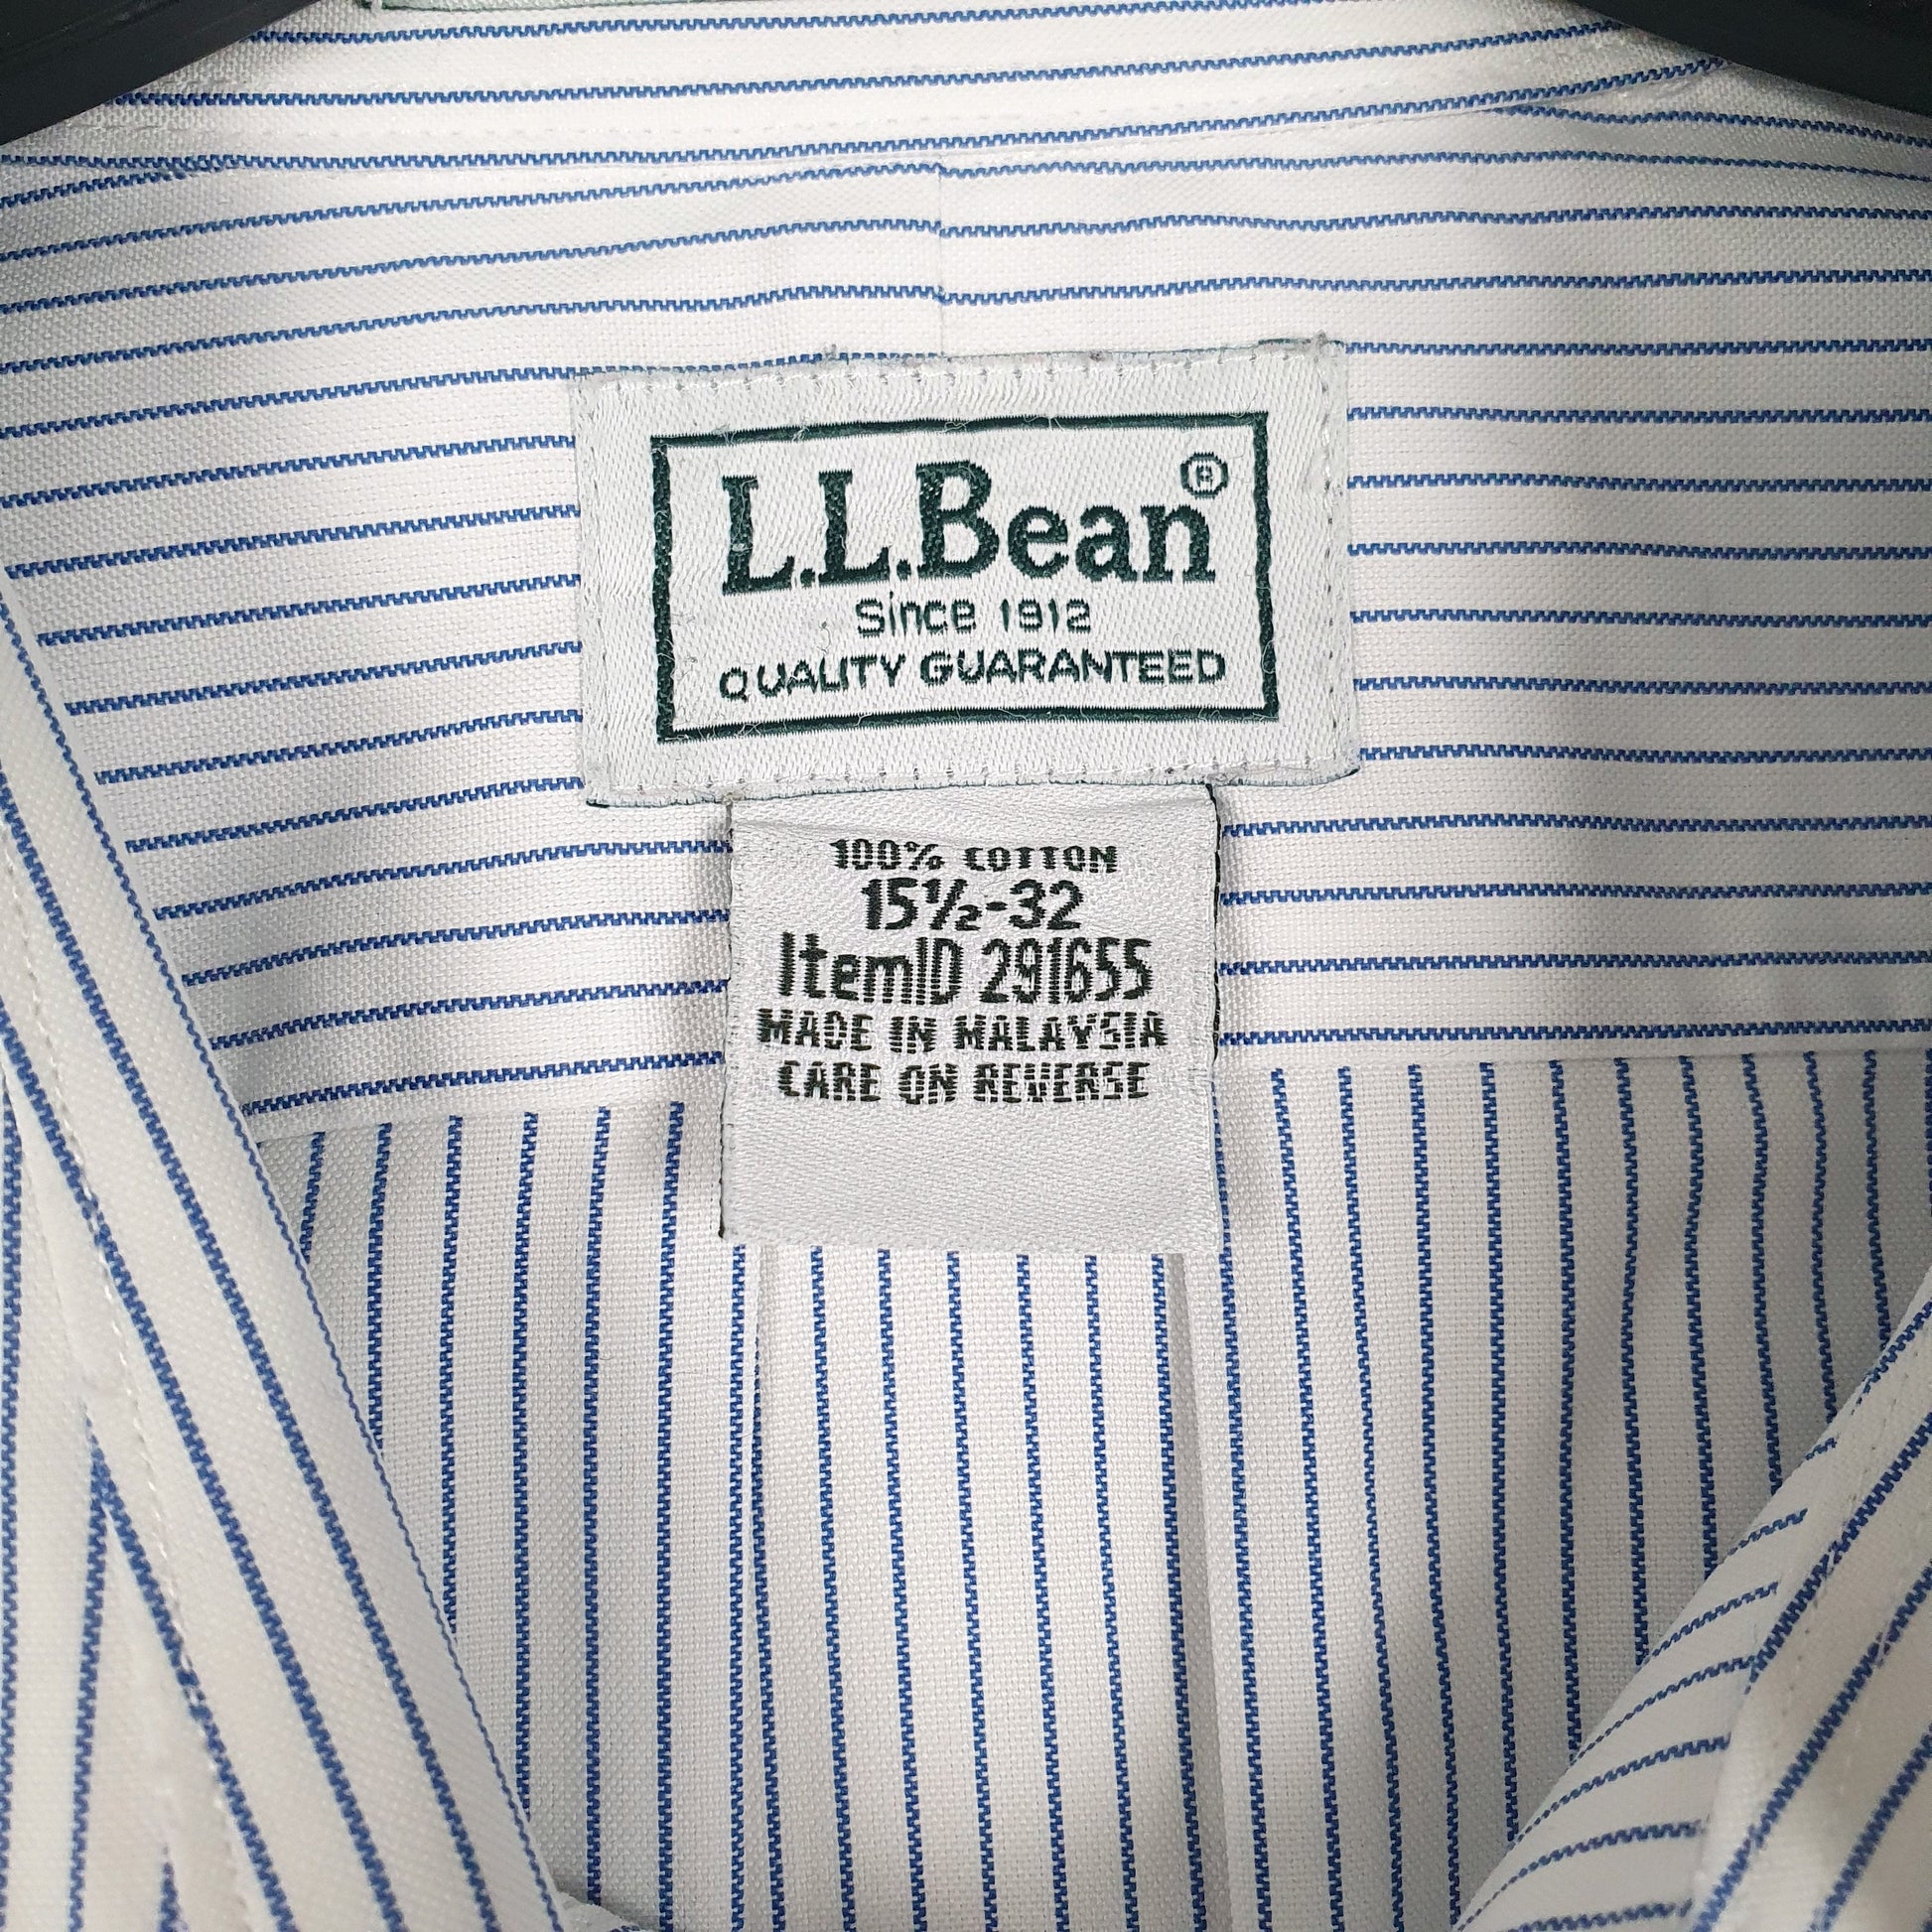 L.L.Bean®
Since 1912
QUALITY GUARANTEED
100% COTTON
15½-32
ItemID 291655
MADE IN MALAYSIA
CARE ON REVERSE